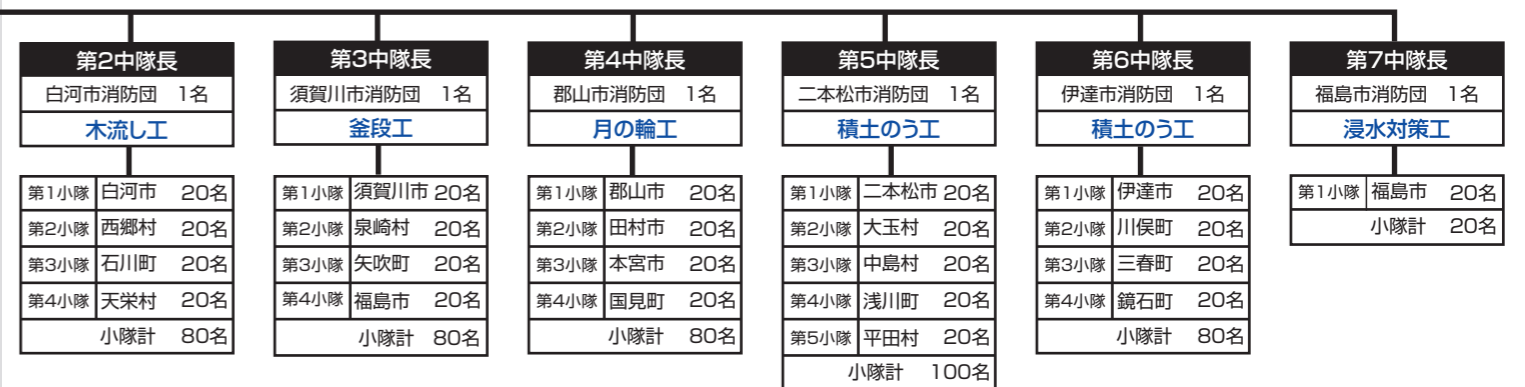 第2中隊長
白河市消防団 1名
木流し工
第1小隊 白河市 20名
第2小隊 西郷村 20名
第3小隊 石川町 20名
第4小隊 天栄村 20名
小隊計 80名
第3中隊長
須賀川市消防団 1名
釜段工
第1小隊 須賀川市 20名
第2小隊 泉崎村 20名
第3小隊 矢吹町 20名
第4小隊 福島市 20名
小隊計 80名
第4中隊長
郡山市消防団 1名
月の輪工
第1小隊 郡山市 20名
第2小隊 田村市 20名
第3小隊 本宮市 20名
第4小隊 国見町 20名
小隊計 80名
第5中隊長
二本松市消防団 1名
積土のう工
第1小隊 二本松市 20名
第2小隊 大玉村 20名
第3小隊 中島村 20名
第4小隊 浅川町 20名
第5小隊 平田村 20名
小隊計 100名
第6中隊長
伊達市消防団 1名
積土のう工
第1小隊 伊達市 20名
第2小隊 川俣町 20名
第3小隊 三春町 20名
第4小隊 鏡石町 20名
小隊計 80名
第7中隊長
福島市消防団 1名
浸水対策工
第1小隊 福島市 20名
小隊計 20名